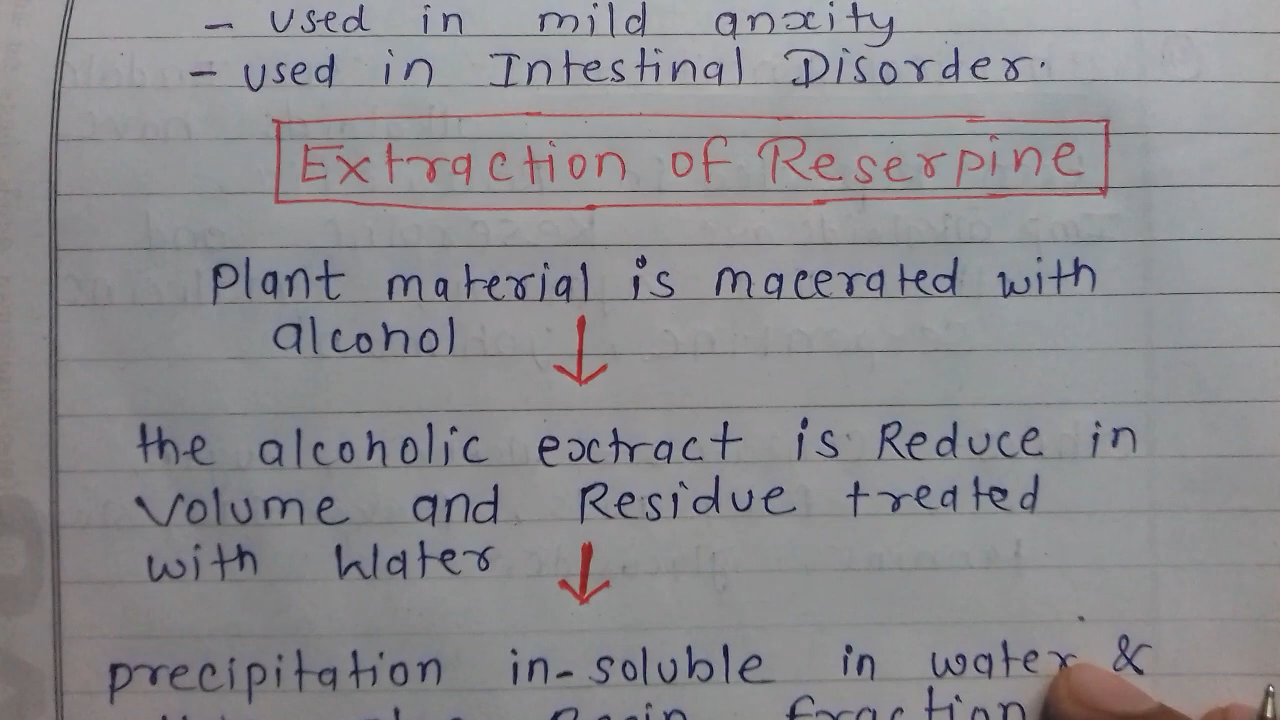 - used in mild anxity
- used in Intestinal Disorder.
Extraction of Reserpine
Plant material is macerated with
alcohol
the alcoholic extract is Reduce in
volume and Residue treated
with Water
precipitation in-soluble in water &
fraction